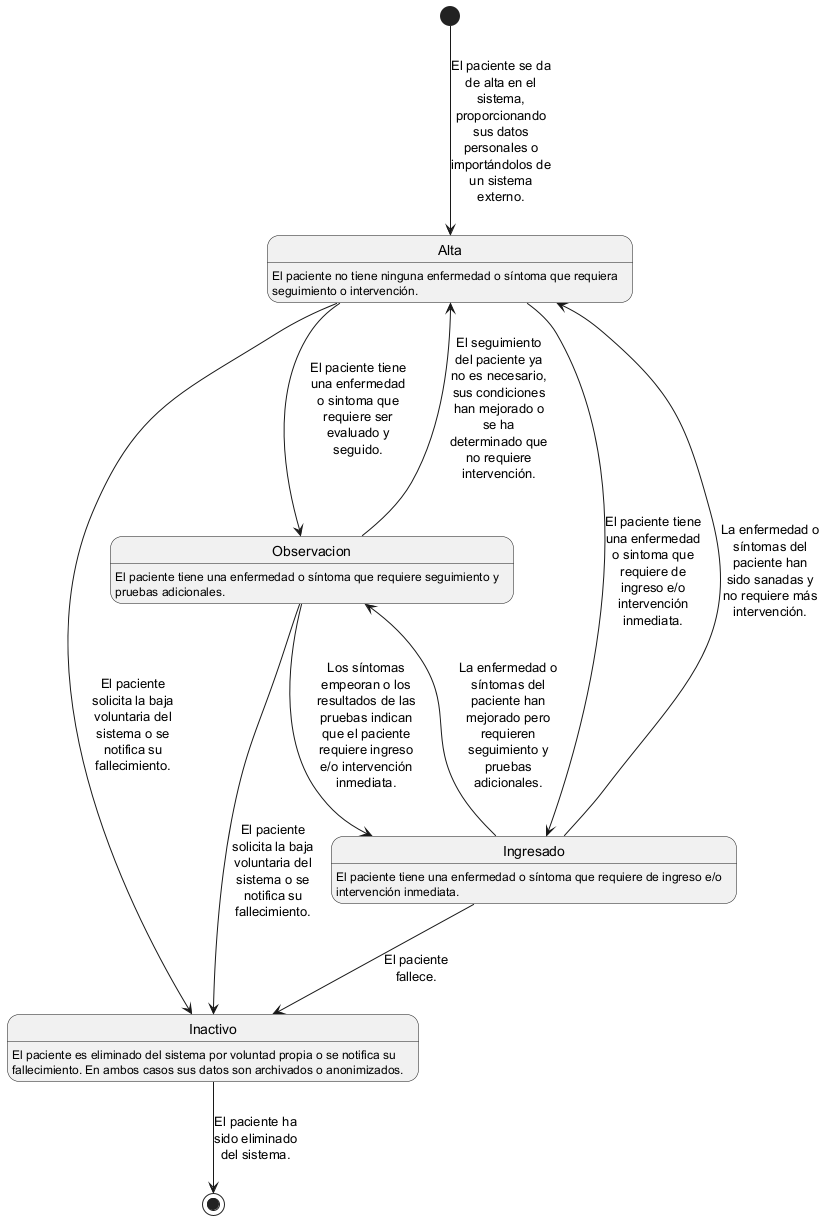 El paciente se da
de alta en el
sistema,
proporcionando
sus datos
personales o
importándolos de
un sistema
externo.
Alta
El paciente no tiene ninguna enfermedad o síntoma que requiera
seguimiento o intervención.
El paciente tiene
una enfermedad
o sintoma que
requiere ser
evaluado y
seguido.
El seguimiento
del paciente ya
no es necesario,
sus condiciones
han mejorado o
se ha
determinado que
no requiere
intervención.
El paciente tiene
una enfermedad
o sintoma que
requiere de
ingreso e/o
intervención
inmediata.
La enfermedad o
síntomas del
paciente han
sido sanadas y
no requiere más
intervención.
Observacion
El paciente tiene una enfermedad o síntoma que requiere seguimiento y
pruebas adicionales.
El paciente
solicita la baja
voluntaria del
sistema o se
notifica su
fallecimiento.
Los síntomas
empeoran o los
resultados de las
pruebas indican
que el paciente
requiere ingreso
e/o intervención
inmediata.
La enfermedad o
síntomas del
paciente han
mejorado pero
requieren
seguimiento y
pruebas
adicionales.
El paciente
solicita la baja
voluntaria del
sistema o se
notifica su
fallecimiento.
Ingresado
El paciente tiene una enfermedad o síntoma que requiere de ingreso e/o
intervención inmediata.
El paciente
fallece.
Inactivo
El paciente es eliminado del sistema por voluntad propia o se notifica su
fallecimiento. En ambos casos sus datos son archivados o anonimizados.
El paciente ha
sido eliminado
del sistema.